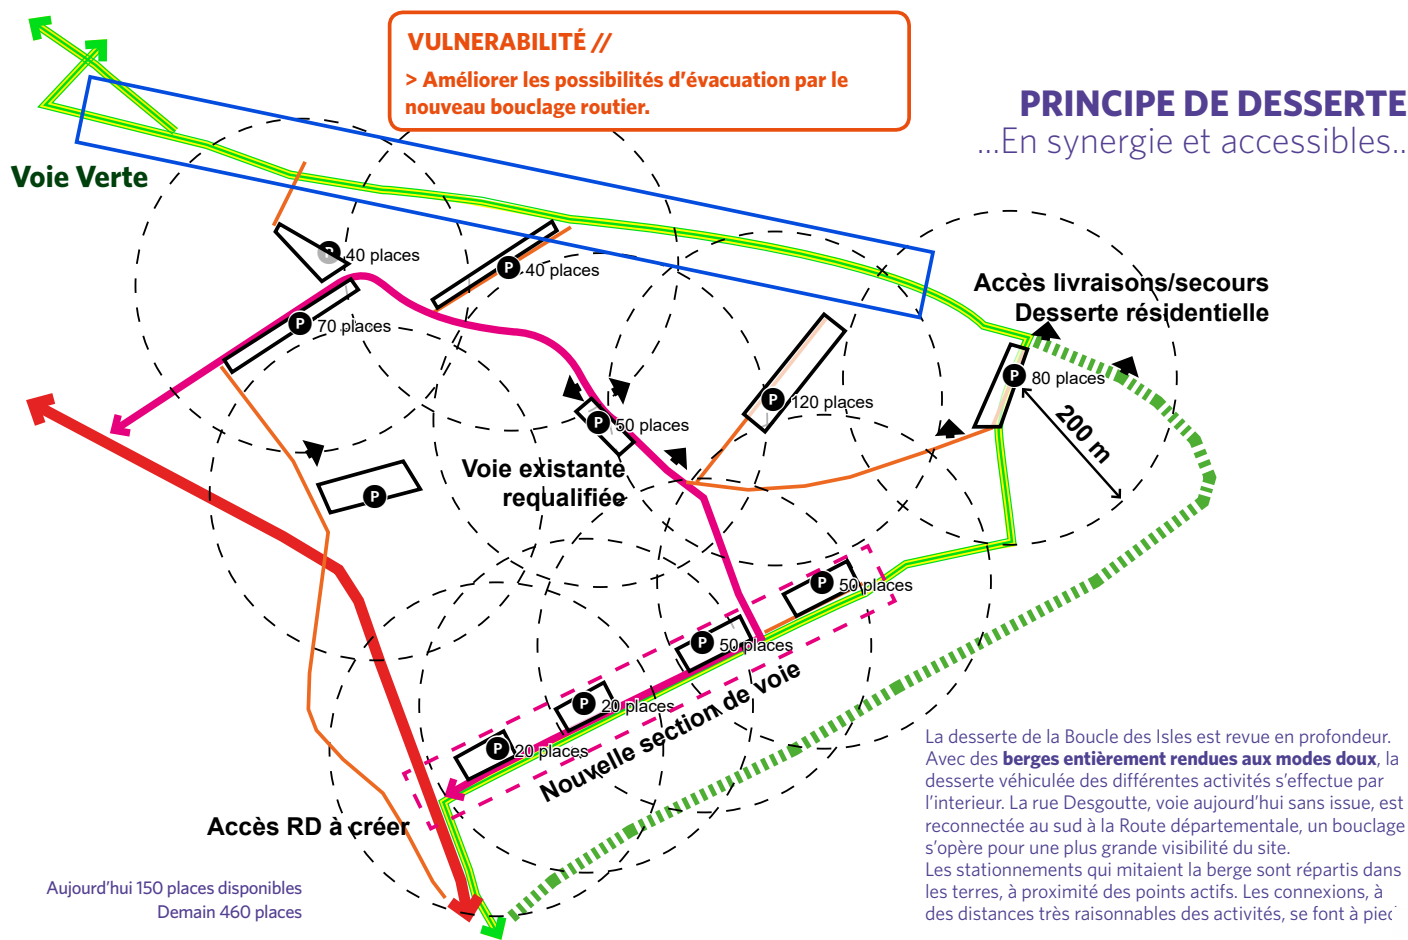 VULNERABILITÉ //
> Améliorer les possibilités d'évacuation par le
nouveau bouclage routier.
PRINCIPE DE DESSERTE
...En synergie et accessibles..
Voie Verte
P 40 places
P 40 places
P 70 places
Accès livraisons/secours
Desserte résidentielle
P 80 places
P 120 places
P 50 places
200 m
Voie existante
requalifiée
P
P 50 places
P 50 places
P 20 places
P 20 places
Nouvelle section de voie
Accès RD à créer
Aujourd'hui 150 places disponibles
Demain 460 places
La desserte de la Boucle des Isles est revue en profondeur.
Avec des berges entièrement rendues aux modes doux, la
desserte véhiculée des différentes activités s'effectue par
l'interieur. La rue Desgoutte, voie aujourd'hui sans issue, est
reconnectée au sud à la Route départementale, un bouclage
s'opère pour une plus grande visibilité du site.
Les stationnements qui mitaient la berge sont répartis dans
les terres, à proximité des points actifs. Les connexions, à
des distances très raisonnables des activités, se font à pied